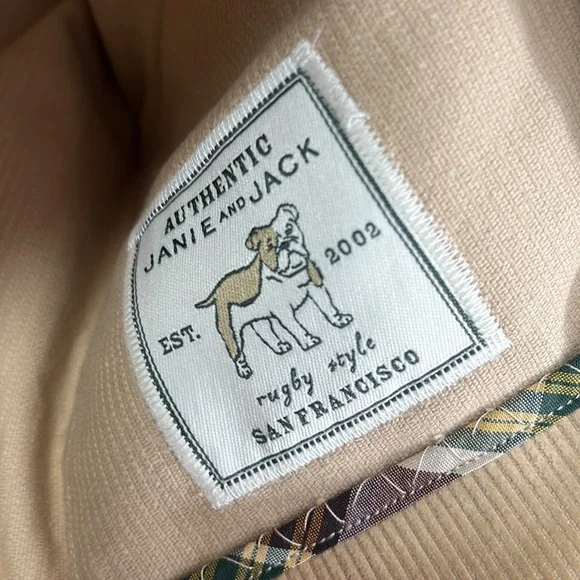 AUTHENTIC
JANIE AND JACK
EST. 2002
rugby style
SAN FRANCISCO